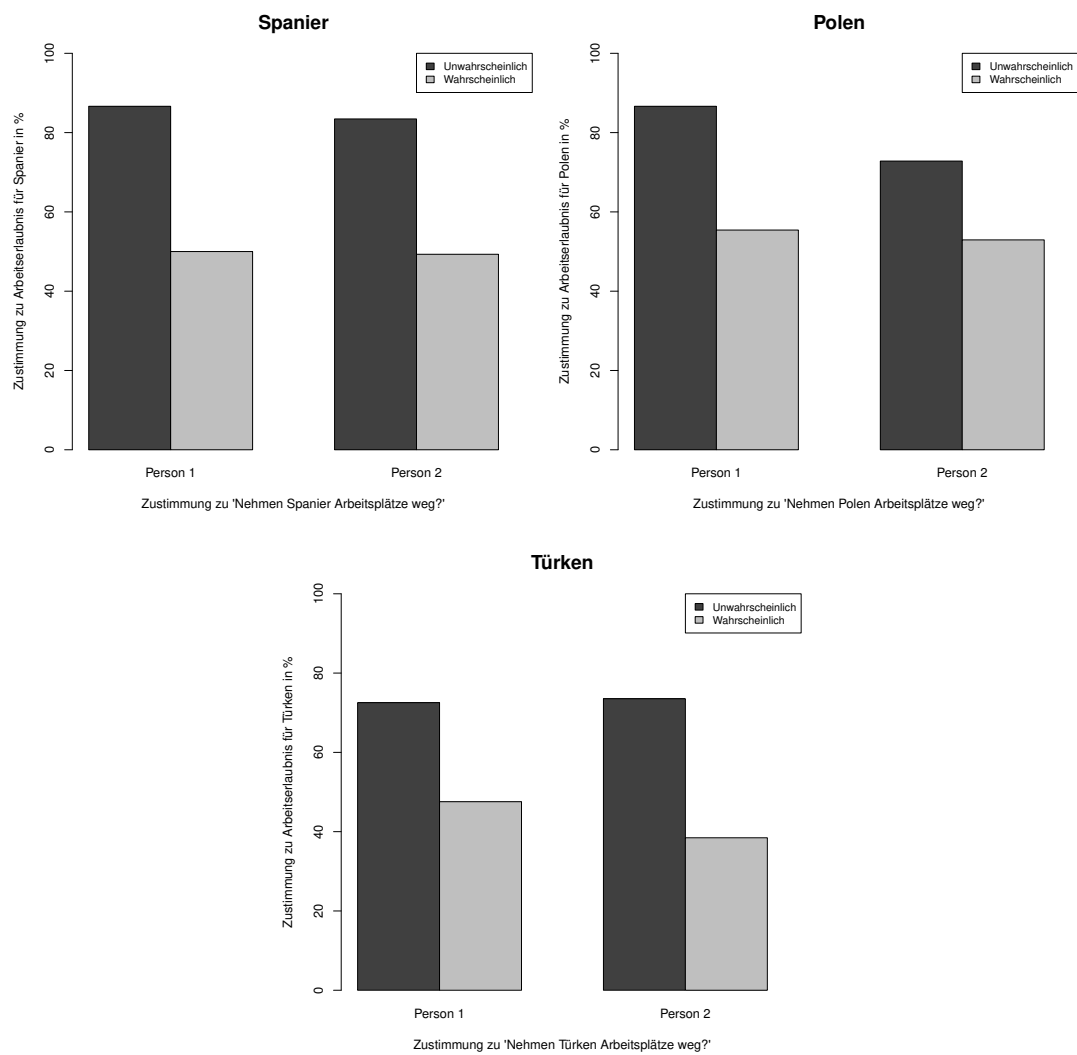 Spanier
Zustimmung zu Arbeitserlaubnis für Spanier in %
0
20
40
60
80
100
Unwahrscheinlich
Wahrscheinlich
Person 1
Person 2
Zustimmung zu 'Nehmen Spanier Arbeitsplätze weg?'
Polen
Zustimmung zu Arbeitserlaubnis für Polen in %
0
20
40
60
80
100
Unwahrscheinlich
Wahrscheinlich
Person 1
Person 2
Zustimmung zu 'Nehmen Polen Arbeitsplätze weg?'
Türken
Zustimmung zu Arbeitserlaubnis für Türken in %
0
20
40
60
80
100
Unwahrscheinlich
Wahrscheinlich
Person 1
Person 2
Zustimmung zu 'Nehmen Türken Arbeitsplätze weg?'